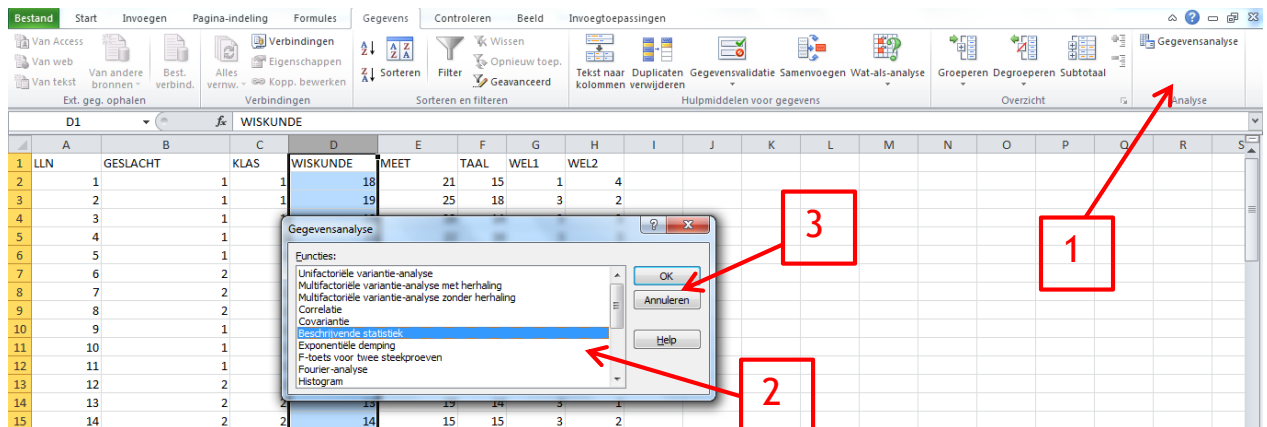 Bestand Start Invoegen Pagina-indeling Formules Gegevens Controleren Beeld Invoegtoepassingen
Van Access
Van web
Van tekst
Van andere bronnen
Best. verbind.
Ext. geg. ophalen
Alles vernw.
Verbindingen
Eigenschappen
Kopp. bewerken
Verbindingen
Sorteren
Filter
Wissen
Opnieuw toep.
Geavanceerd
Sorteren en filteren
Tekst naar kolommen
Duplicaten verwijderen
Gegevensvalidatie
Samenvoegen
Wat-als-analyse
Hulpmiddelen voor gegevens
Groeperen
Degroeperen
Subtotaal
Overzicht
Gegevensanalyse
Analyse
D1 fx WISKUNDE
A B C D E F G H I J K L M N O P Q R S
1 LLN GESLACHT KLAS WISKUNDE MEET TAAL WEL1 WEL2
2 1 1 1 18 21 15 1 4
3 2 1 1 19 25 18 3 2
4 3 1
5 4 1
6 5 1
7 6 2
8 7 2
9 8 2
10 9 1
11 10 1
12 11 1
13 12 2
14 13 2 2 13 19 14 3 1
15 14 2 2 14 15 15 3 2
Gegevensanalyse
Functies:
Unifactoriële variantie-analyse
Multifactoriële variantie-analyse met herhaling
Multifactoriële variantie-analyse zonder herhaling
Correlatie
Covariantie
Beschrijvende statistiek
Exponentiële demping
F-toets voor twee steekproeven
Fourier-analyse
Histogram
OK
Annuleren
Help
1
2
3